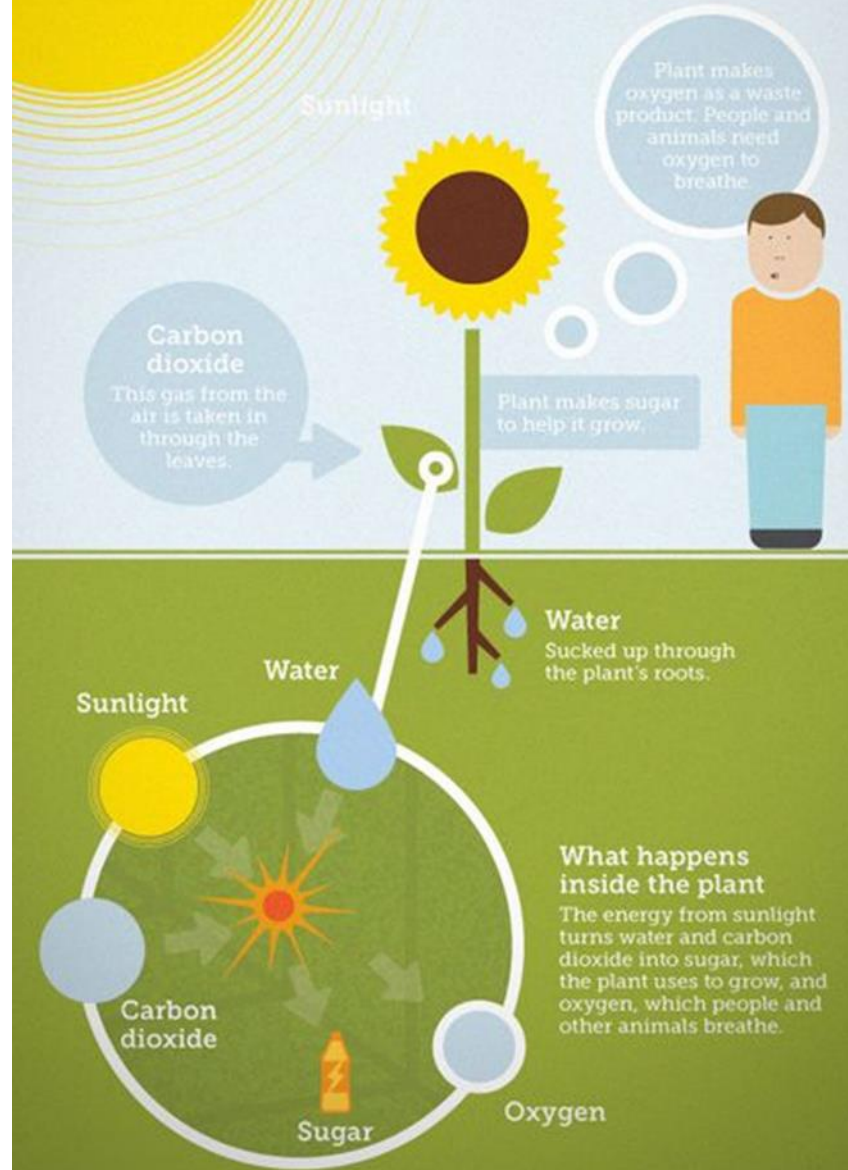 Sunlight
Plant makes
oxygen as a waste
product. People and
animals need
oxygen to
breathe.
Carbon
dioxide
This gas from the
air is taken in
through the
leaves.
Plant makes sugar
to help it grow.
Water
Sucked up through
the plant's roots.
Water
Sunlight
What happens
inside the plant
The energy from sunlight
turns water and carbon
dioxide into sugar, which
the plant uses to grow, and
oxygen, which people and
other animals breathe.
Carbon
dioxide
Sugar
Oxygen